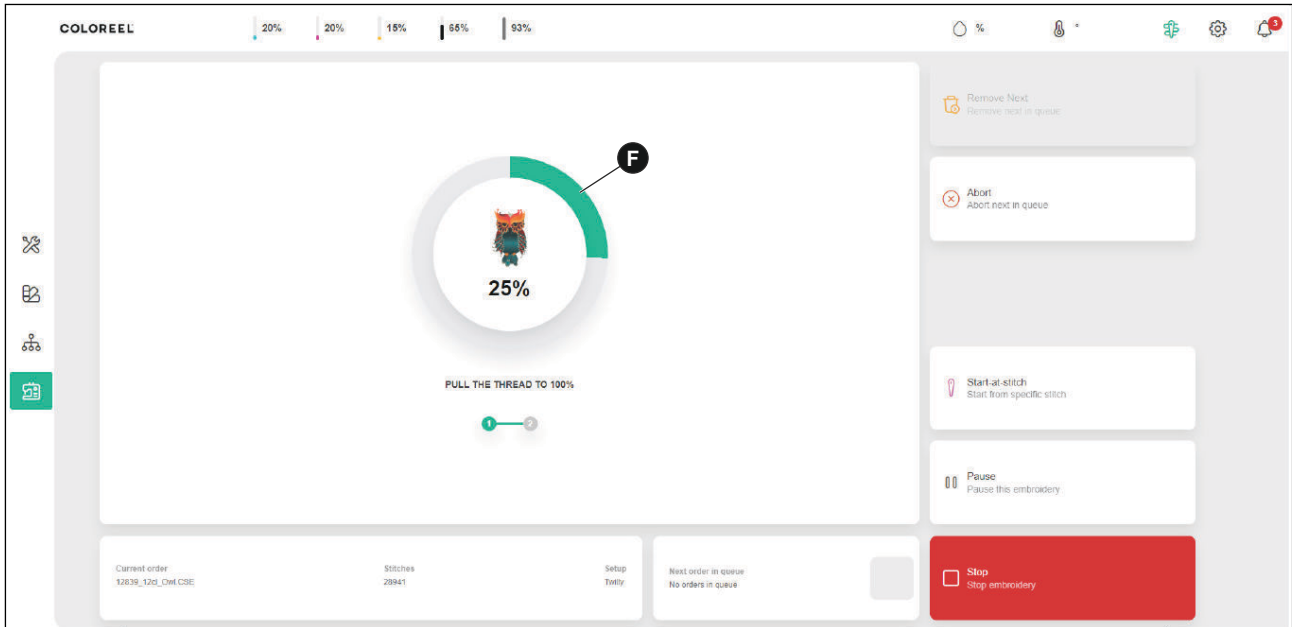 COLOREEL
20%
20%
15%
65%
93%
%
°
3
Remove Next
Remove next in queue
F
Abort
Abort next in queue
25%
PULL THE THREAD TO 100%
1
2
Start-at-stitch
Start from specific stitch
Pause
Pause this embroidery
Current order
12839_12cl_Owl.CSE
Stitches
28941
Setup
Twilly
Next order in queue
No orders in queue
Stop
Stop embroidery